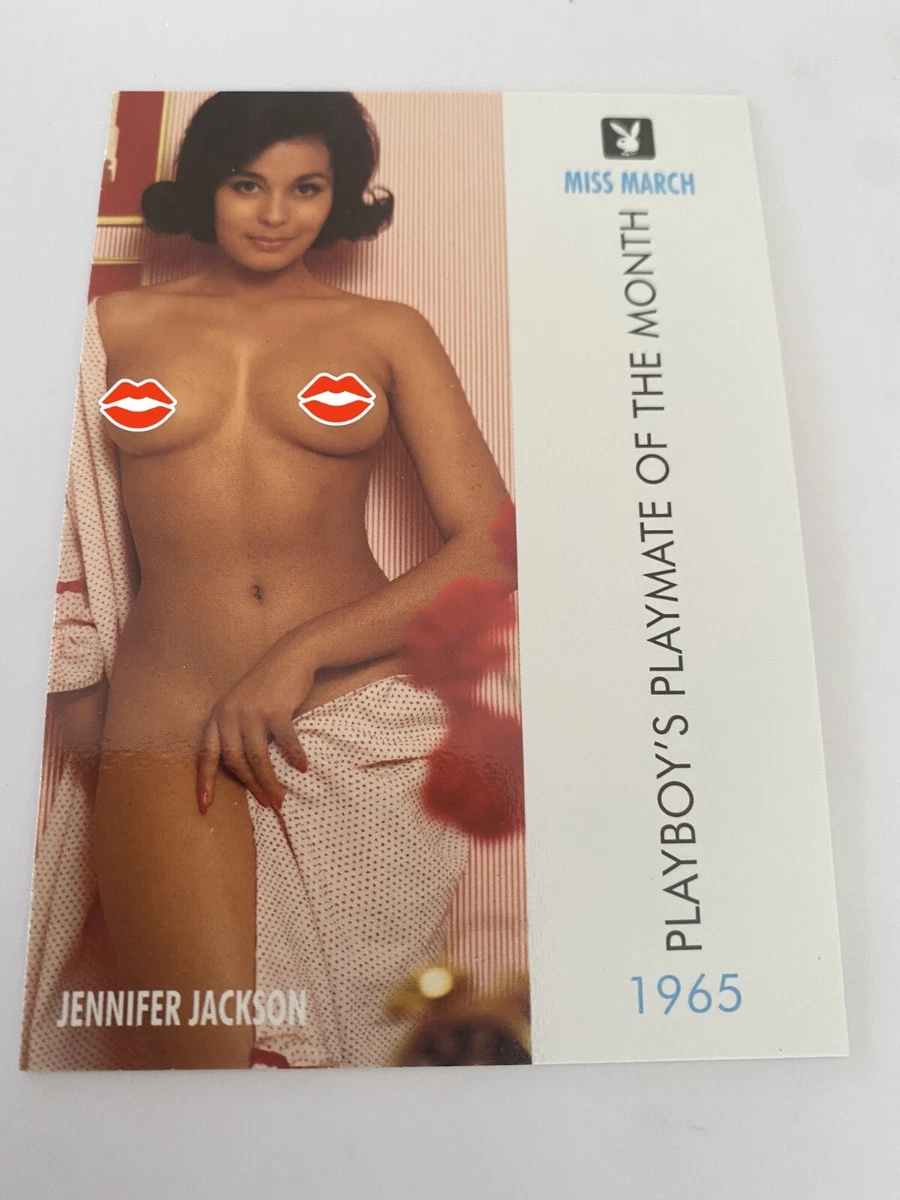 MISS MARCH
PLAYBOY'S PLAYMATE OF THE MONTH
1965
JENNIFER JACKSON